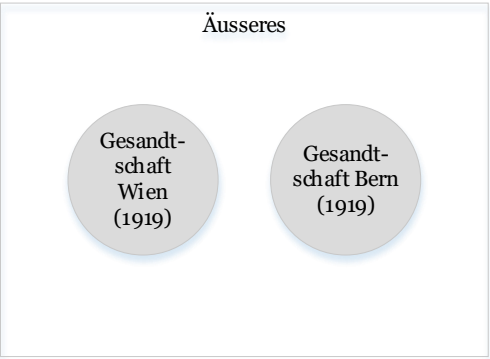 Äusseres
Gesandt-
schaft
Wien
(1919)
Gesandt-
schaft Bern
(1919)